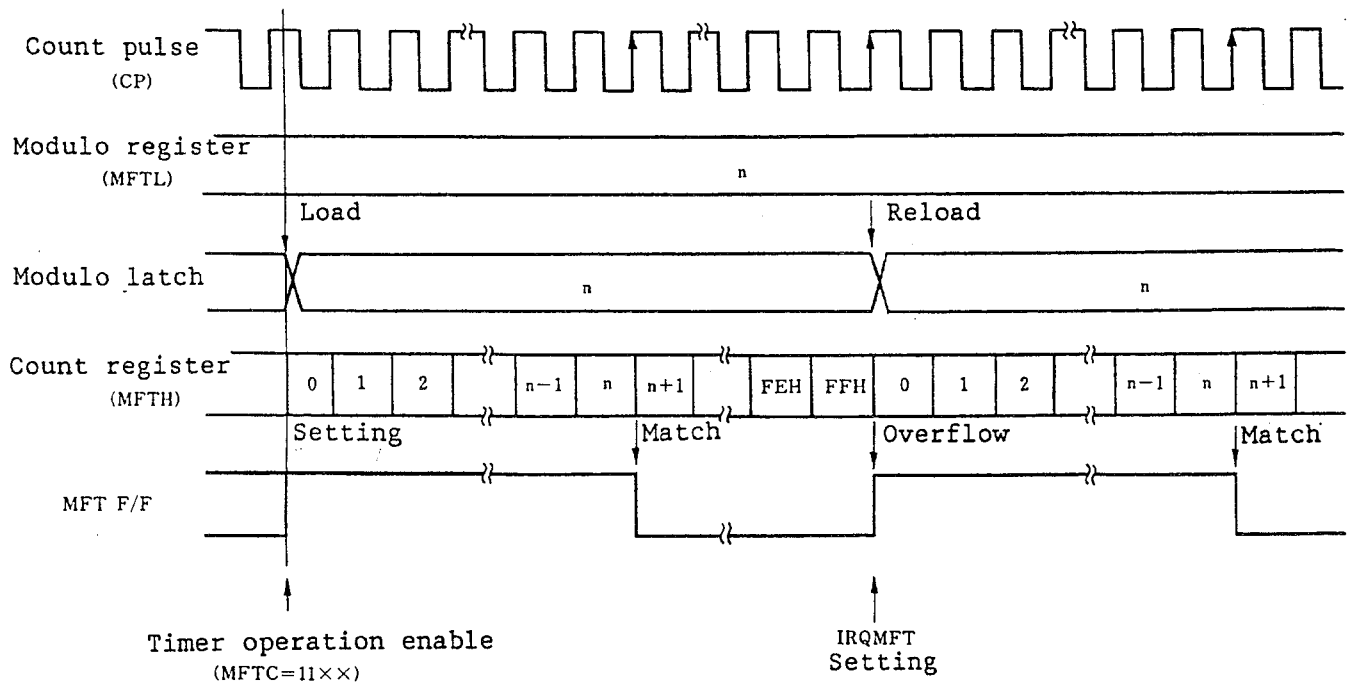 Count pulse
(CP)
Modulo register
(MFTL)
n
Load
Reload
Modulo latch
n
n
Count register
(MFTH)
0 1 2 n−1 n n+1 FEH FFH 0 1 2 n−1 n n+1
Setting Match Overflow Match
MFT F/F
Timer operation enable
(MFTC=11××)
IRQMFT
Setting